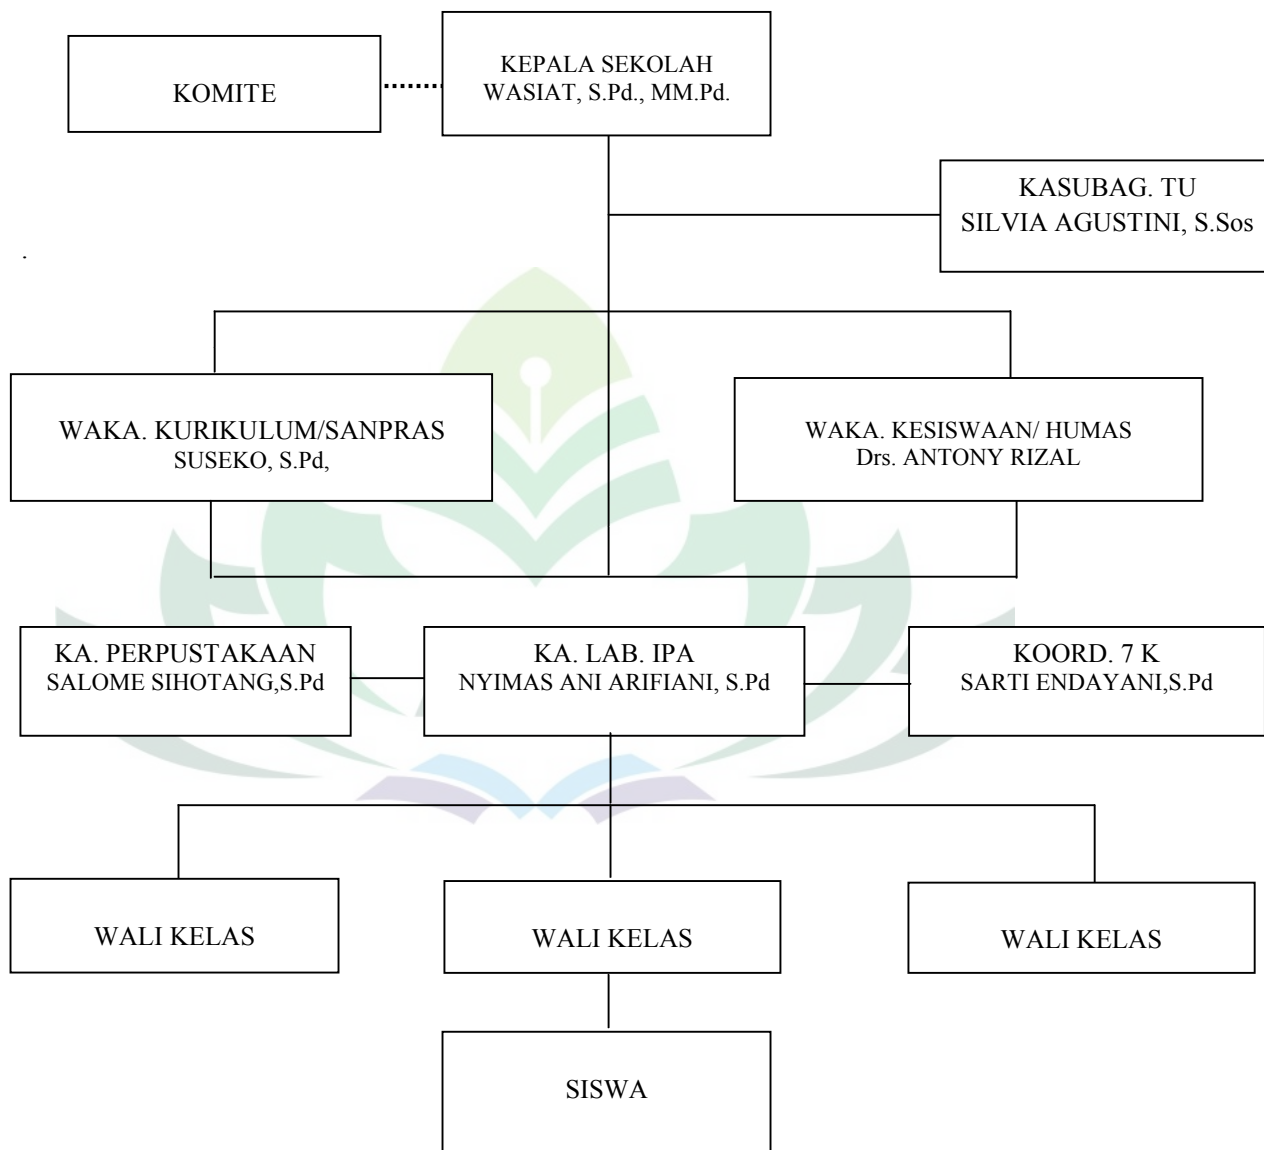 KOMITE
KEPALA SEKOLAH
WASIAT, S.Pd., MM.Pd.
KASUBAG. TU
SILVIA AGUSTINI, S.Sos
.
WAKA. KURIKULUM/SANPRAS
SUSEKO, S.Pd,
WAKA. KESISWAAN/ HUMAS
Drs. ANTONY RIZAL
KA. PERPUSTAKAAN
SALOME SIHOTANG,S.Pd
KA. LAB. IPA
NYIMAS ANI ARIFIANI, S.Pd
KOORD. 7 K
SARTI ENDAYANI,S.Pd
WALI KELAS
WALI KELAS
WALI KELAS
SISWA